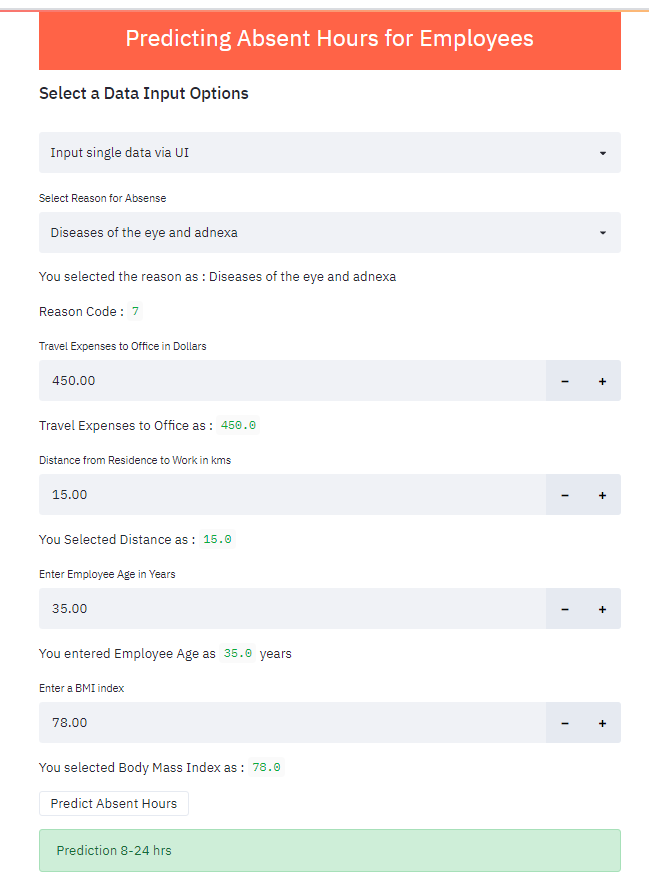 Predicting Absent Hours for Employees
Select a Data Input Options
Input single data via UI
Select Reason for Absense
Diseases of the eye and adnexa
You selected the reason as : Diseases of the eye and adnexa
Reason Code : 7
Travel Expenses to Office in Dollars
450.00 − +
Travel Expenses to Office as : 450.0
Distance from Residence to Work in kms
15.00 − +
You Selected Distance as : 15.0
Enter Employee Age in Years
35.00 − +
You entered Employee Age as 35.0 years
Enter a BMI index
78.00 − +
You selected Body Mass Index as : 78.0
Predict Absent Hours
Prediction 8-24 hrs